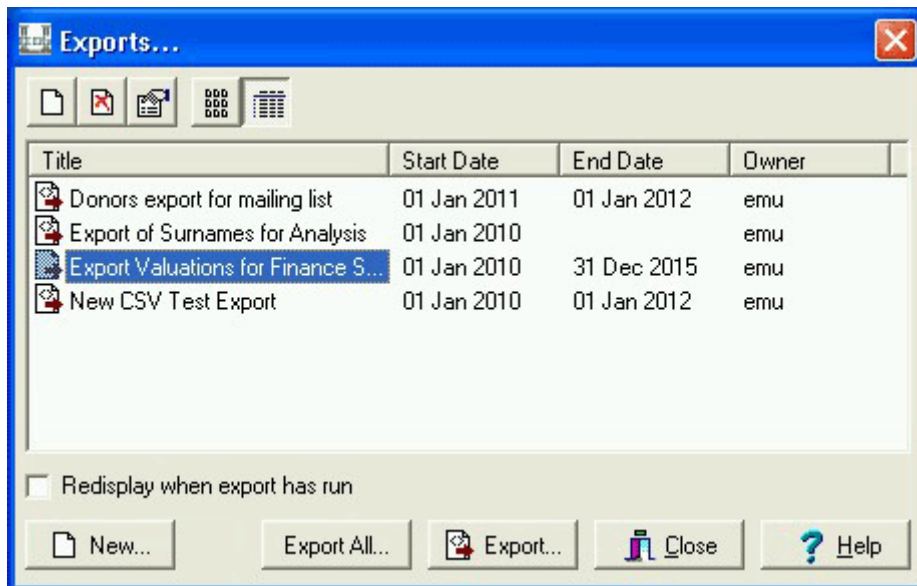 Exports...
Title Start Date End Date Owner
Donors export for mailing list 01 Jan 2011 01 Jan 2012 emu
Export of Surnames for Analysis 01 Jan 2010 emu
Export Valuations for Finance S... 01 Jan 2010 31 Dec 2015 emu
New CSV Test Export 01 Jan 2010 01 Jan 2012 emu
Redisplay when export has run
New... Export All... Export... Close Help